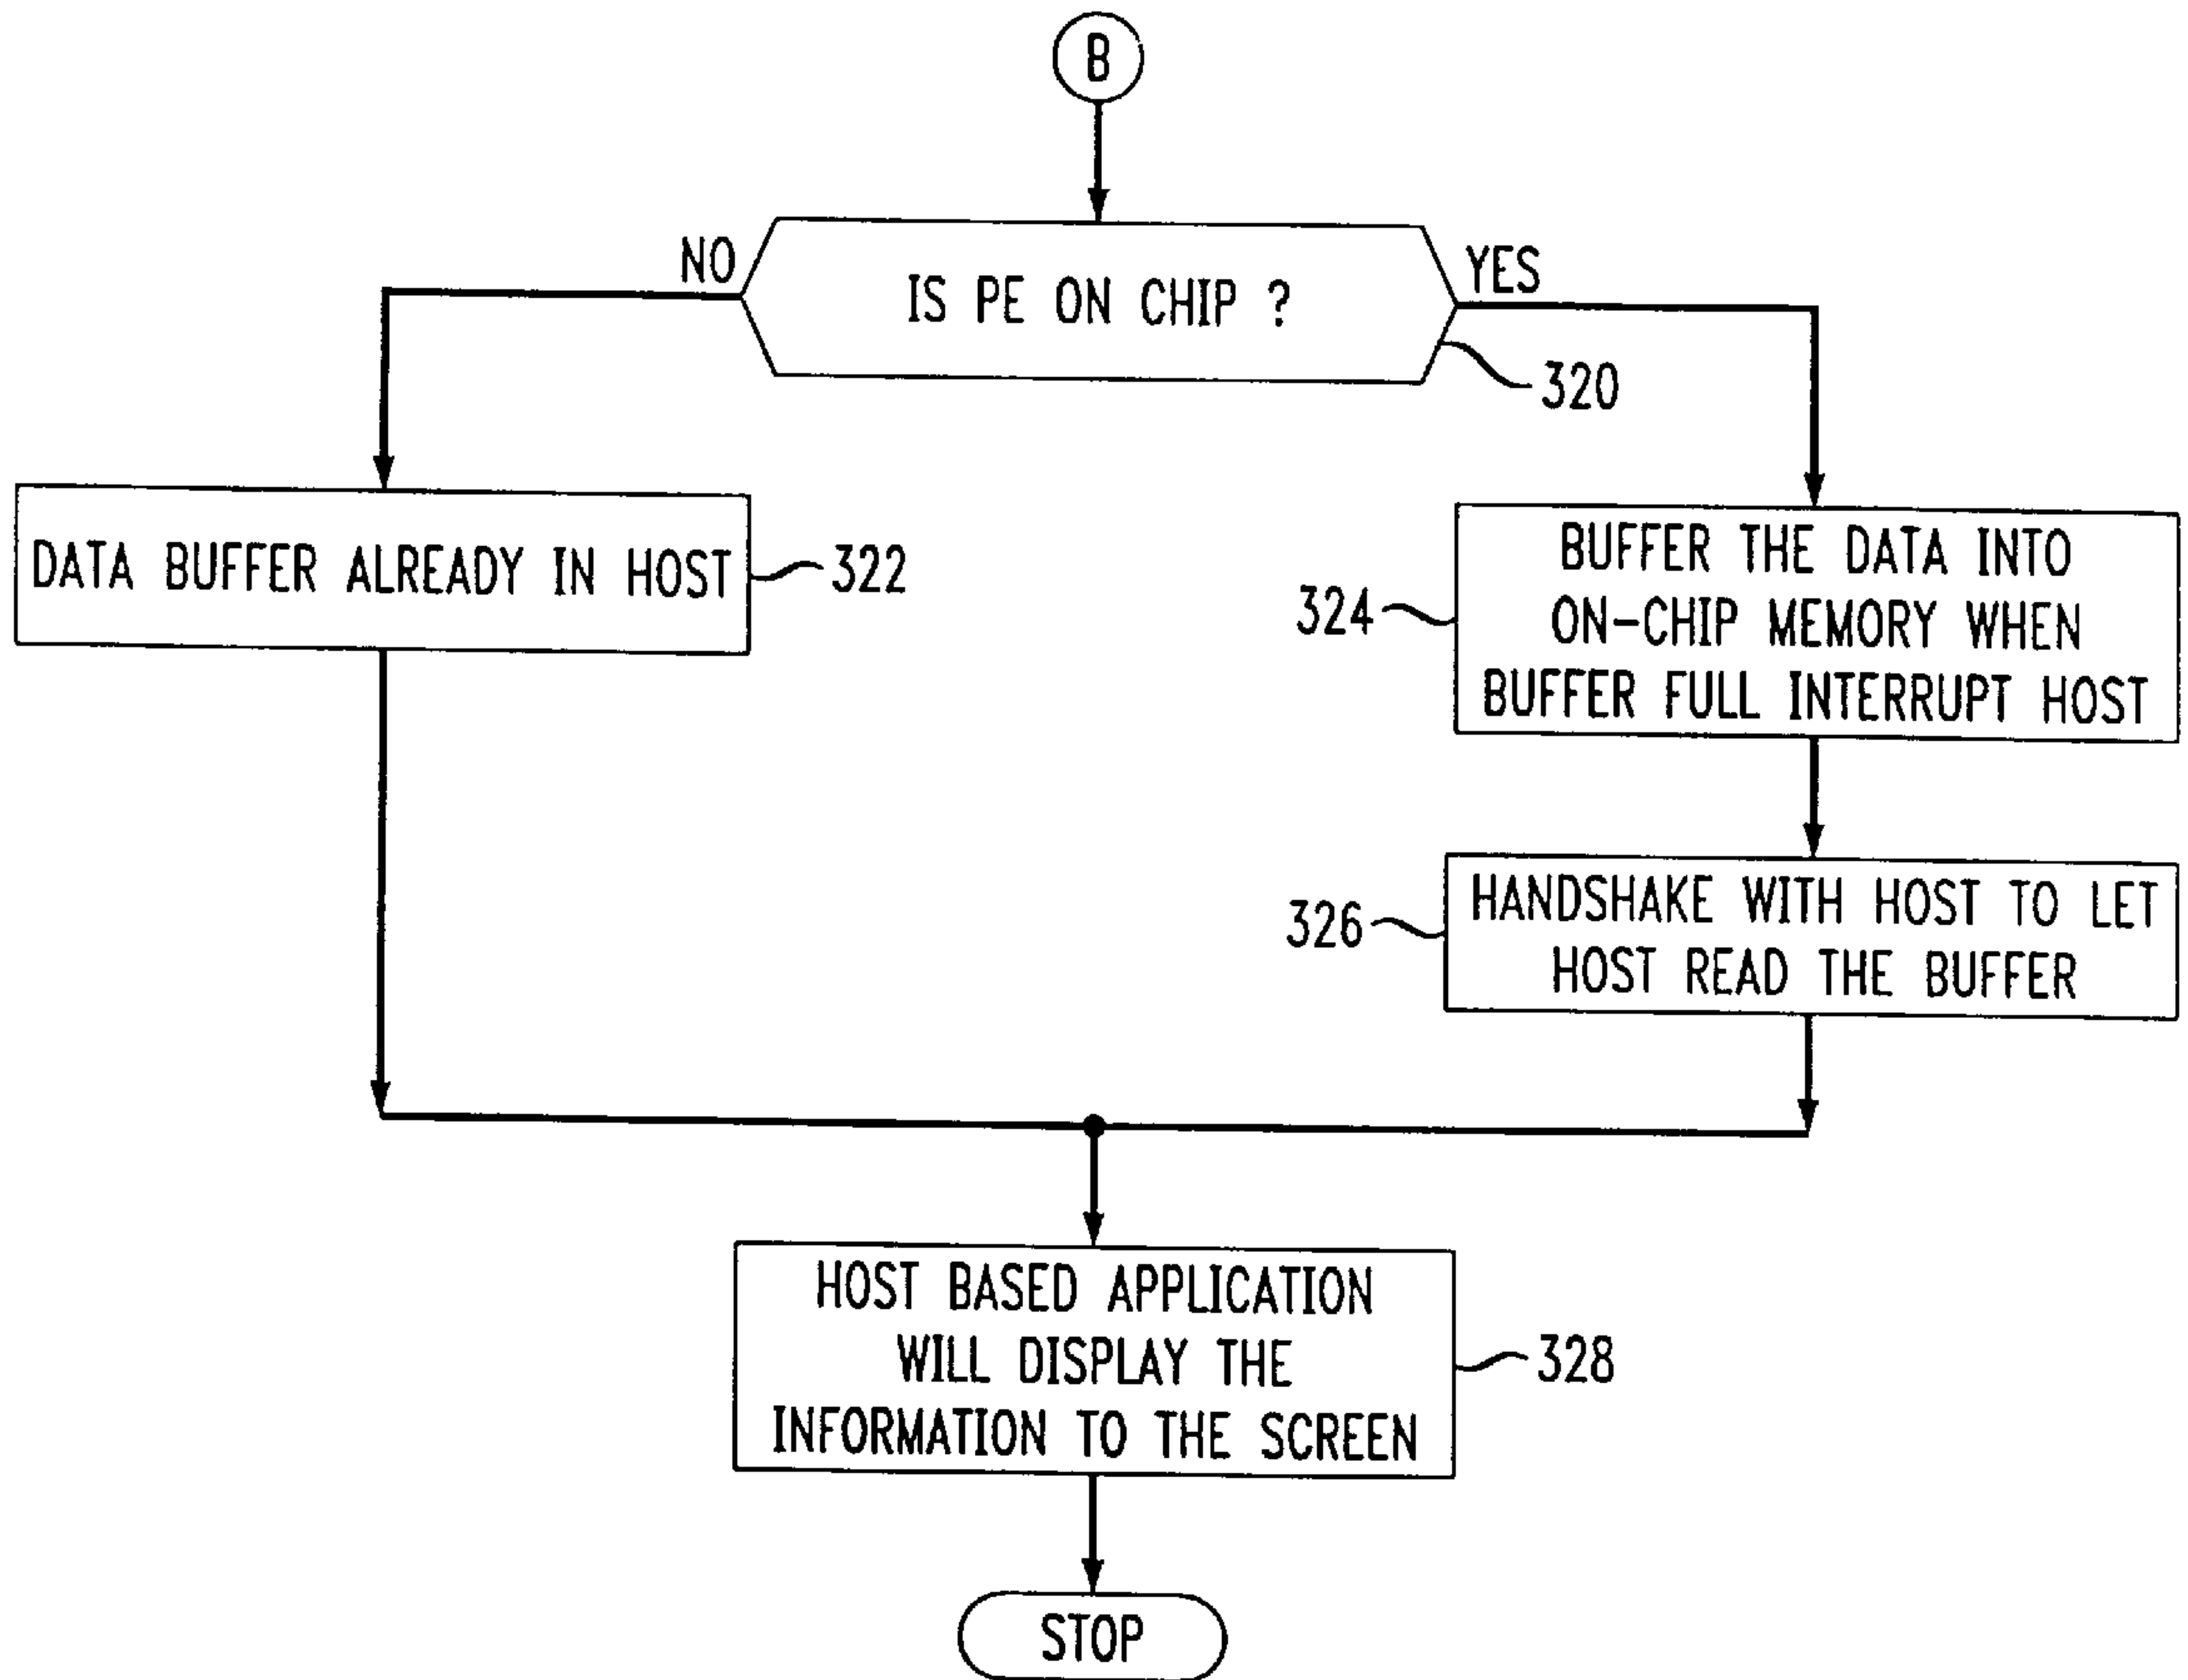 B
NO
YES
IS PE ON CHIP ?
320
DATA BUFFER ALREADY IN HOST
322
324
BUFFER THE DATA INTO
ON-CHIP MEMORY WHEN
BUFFER FULL INTERRUPT HOST
326
HANDSHAKE WITH HOST TO LET
HOST READ THE BUFFER
HOST BASED APPLICATION
WILL DISPLAY THE
INFORMATION TO THE SCREEN
328
STOP